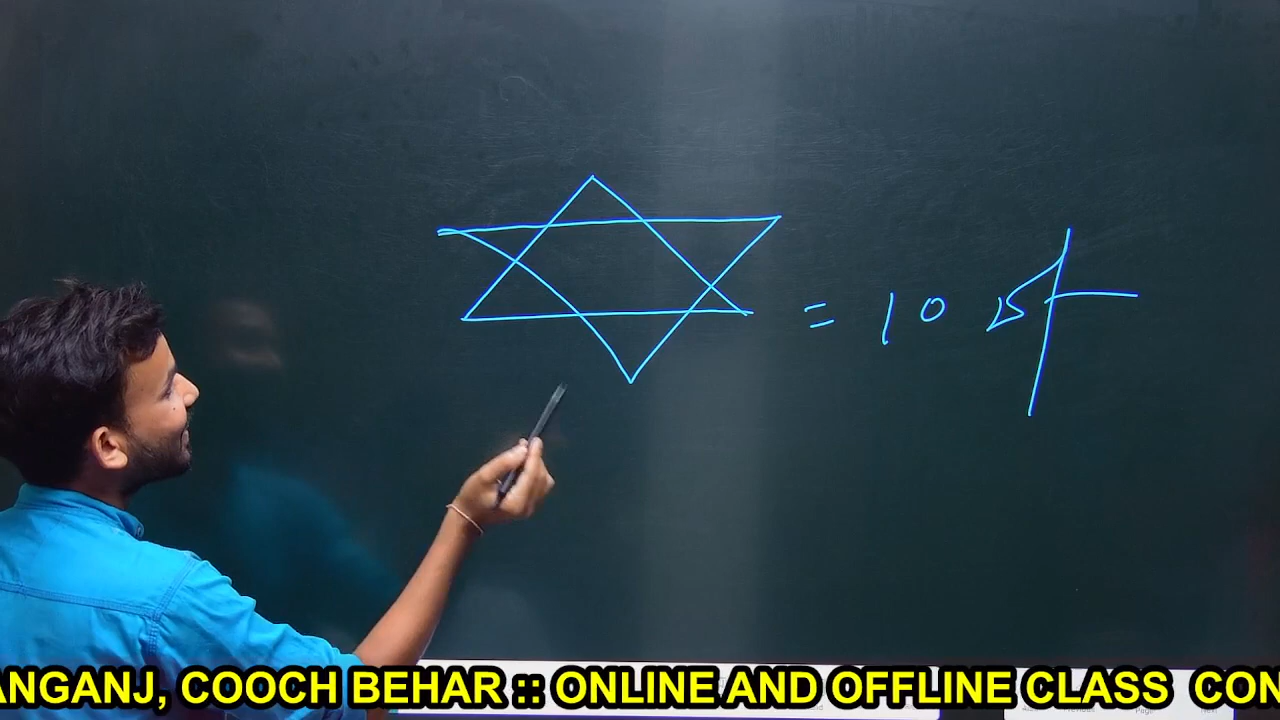 = 10 টি
ANGANJ, COOCH BEHAR :: ONLINE AND OFFLINE CLASS CON